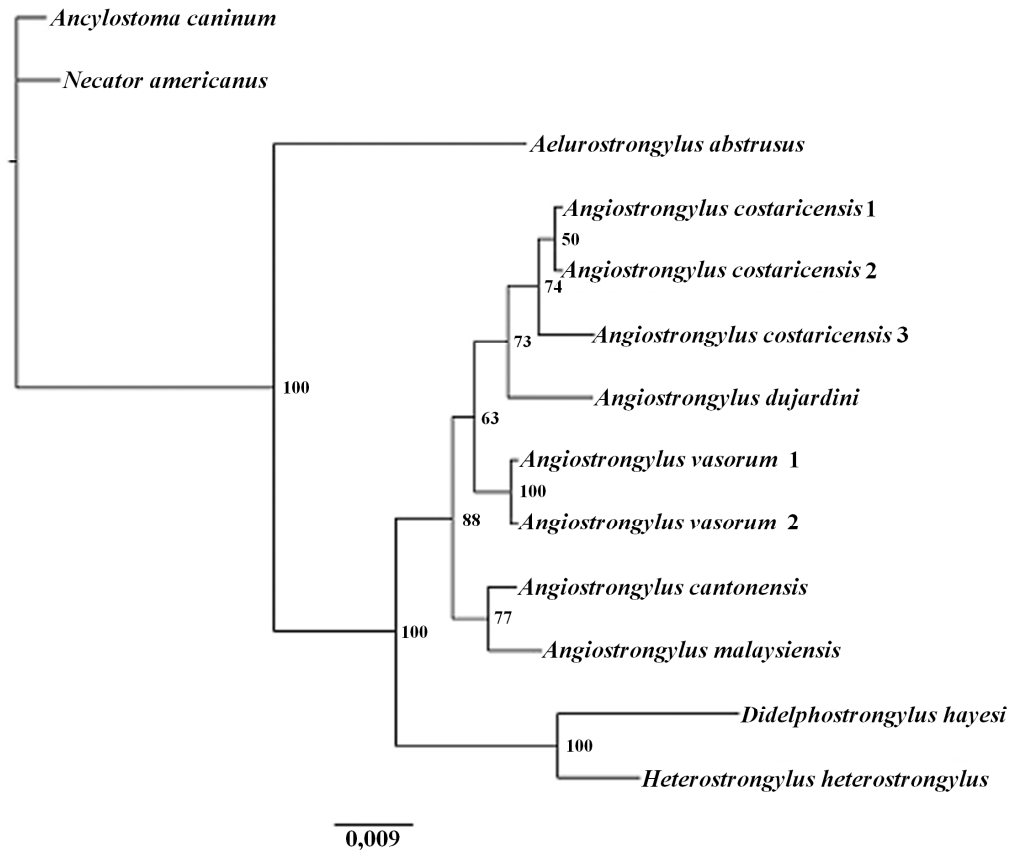 Ancylostoma caninum
Necator americanus
Aelurostrongylus abstrusus
Angiostrongylus costaricensis 1
50
Angiostrongylus costaricensis 2
74
Angiostrongylus costaricensis 3
73
100
Angiostrongylus dujardini
63
Angiostrongylus vasorum 1
100
88
Angiostrongylus vasorum 2
Angiostrongylus cantonensis
77
100
Angiostrongylus malaysiensis
Didelphostrongylus hayesi
100
Heterostrongylus heterostrongylus
0,009